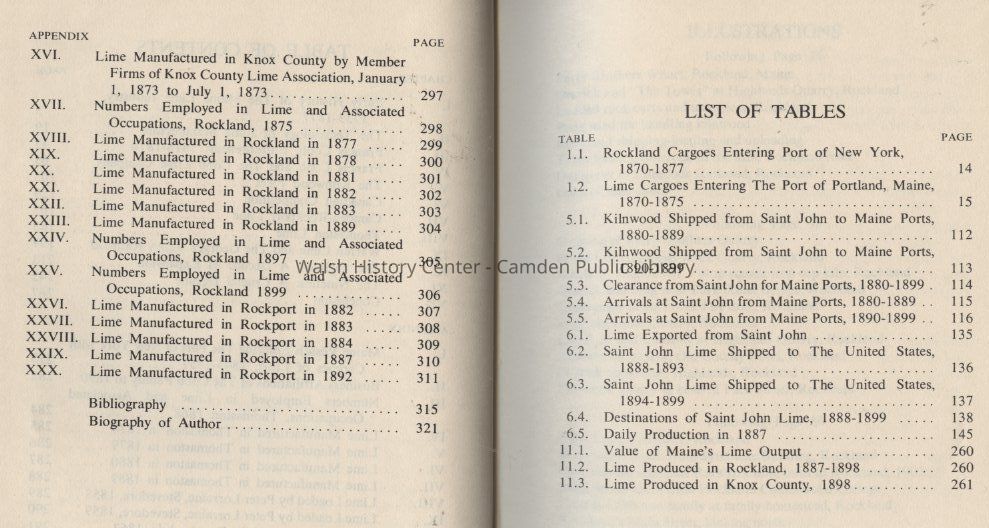 APPENDIX PAGE
XVI. Lime Manufactured in Knox County by Member
Firms of Knox County Lime Association, January
1, 1873 to July 1, 1873 .................. 297
XVII. Numbers Employed in Lime and Associated
Occupations, Rockland, 1875 .............. 298
XVIII. Lime Manufactured in Rockland in 1877 ..... 299
XIX. Lime Manufactured in Rockland in 1878 ..... 300
XX. Lime Manufactured in Rockland in 1881 ..... 301
XXI. Lime Manufactured in Rockland in 1882 ..... 302
XXII. Lime Manufactured in Rockland in 1883 ..... 303
XXIII. Lime Manufactured in Rockland in 1889 ..... 304
XXIV. Numbers Employed in Lime and Associated
Occupations, Rockland 1897 .............. 305
XXV. Numbers Employed in Lime and Associated
Occupations, Rockland 1899 .............. 306
XXVI. Lime Manufactured in Rockport in 1882 ..... 307
XXVII. Lime Manufactured in Rockport in 1883 ..... 308
XXVIII. Lime Manufactured in Rockport in 1884 ..... 309
XXIX. Lime Manufactured in Rockport in 1887 ..... 310
XXX. Lime Manufactured in Rockport in 1892 ..... 311
Bibliography ............................. 315
Biography of Author ........................ 321
LIST OF TABLES
TABLE PAGE
1.1. Rockland Cargoes Entering Port of New York,
1870-1877 ................................ 14
1.2. Lime Cargoes Entering The Port of Portland, Maine,
1870-1875 ................................ 15
5.1. Kilnwood Shipped from Saint John to Maine Ports,
1880-1889 ................................ 112
5.2. Kilnwood Shipped from Saint John to Maine Ports,
1890-1899 ................................ 113
5.3. Clearance from Saint John for Maine Ports, 1880-1899 . 114
5.4. Arrivals at Saint John from Maine Ports, 1880-1889 .. 115
5.5. Arrivals at Saint John from Maine Ports, 1890-1899 .. 116
6.1. Lime Exported from Saint John ................ 135
6.2. Saint John Lime Shipped to The United States,
1888-1893 ................................ 136
6.3. Saint John Lime Shipped to The United States,
1894-1899 ................................ 137
6.4. Destinations of Saint John Lime, 1888-1899 ...... 138
6.5. Daily Production in 1887 ..................... 145
11.1. Value of Maine's Lime Output ................. 260
11.2. Lime Produced in Rockland, 1887-1898 ......... 260
11.3. Lime Produced in Knox County, 1898 ........... 261
Walsh History Center - Camden Public Library